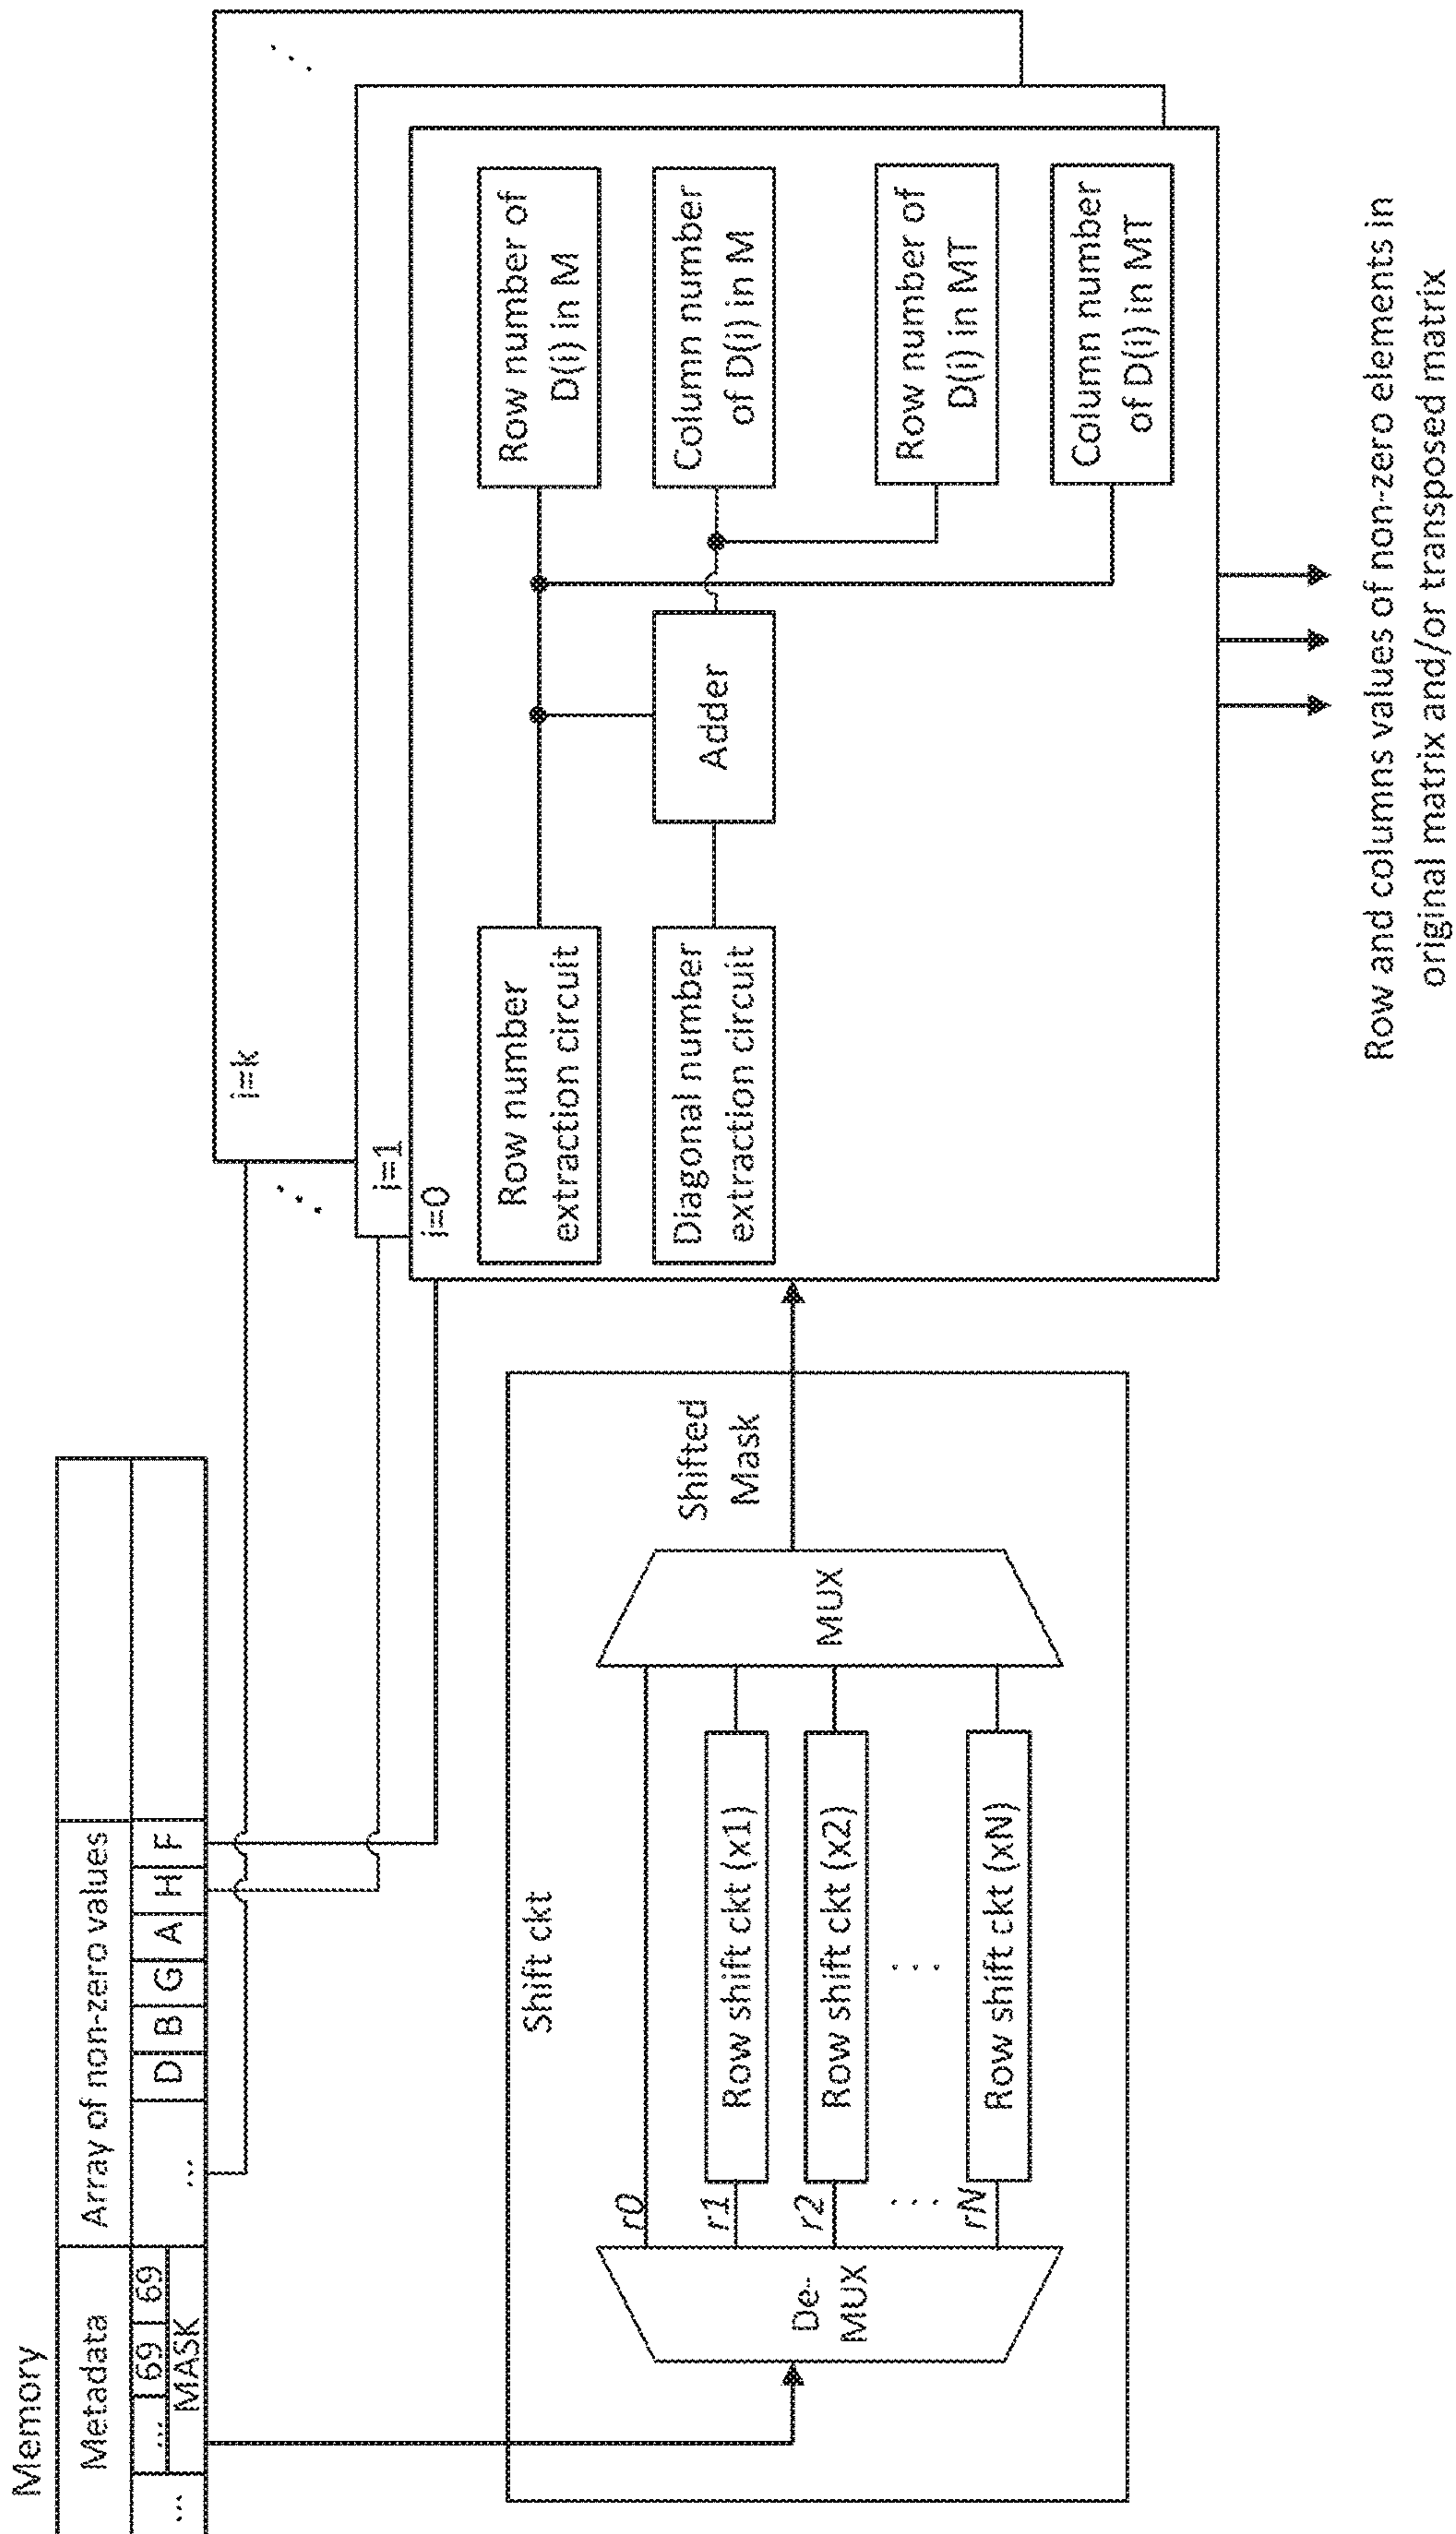 Memory
Metadata
Array of non-zero values
...
...
69
69
MASK
...
D
B
G
A
H
F
Shift ckt
De-
MUX
r0
r1
r2
...
rN
Row shift ckt (x1)
Row shift ckt (x2)
...
Row shift ckt (xN)
MUX
Shifted
Mask
i=k
i=1
i=0
...
...
Row number
extraction circuit
Diagonal number
extraction circuit
Adder
Row number of
D(i) in M
Column number
of D(i) in M
Row number of
D(i) in MT
Column number
of D(i) in MT
Row and columns values of non-zero elements in
original matrix and/or transposed matrix